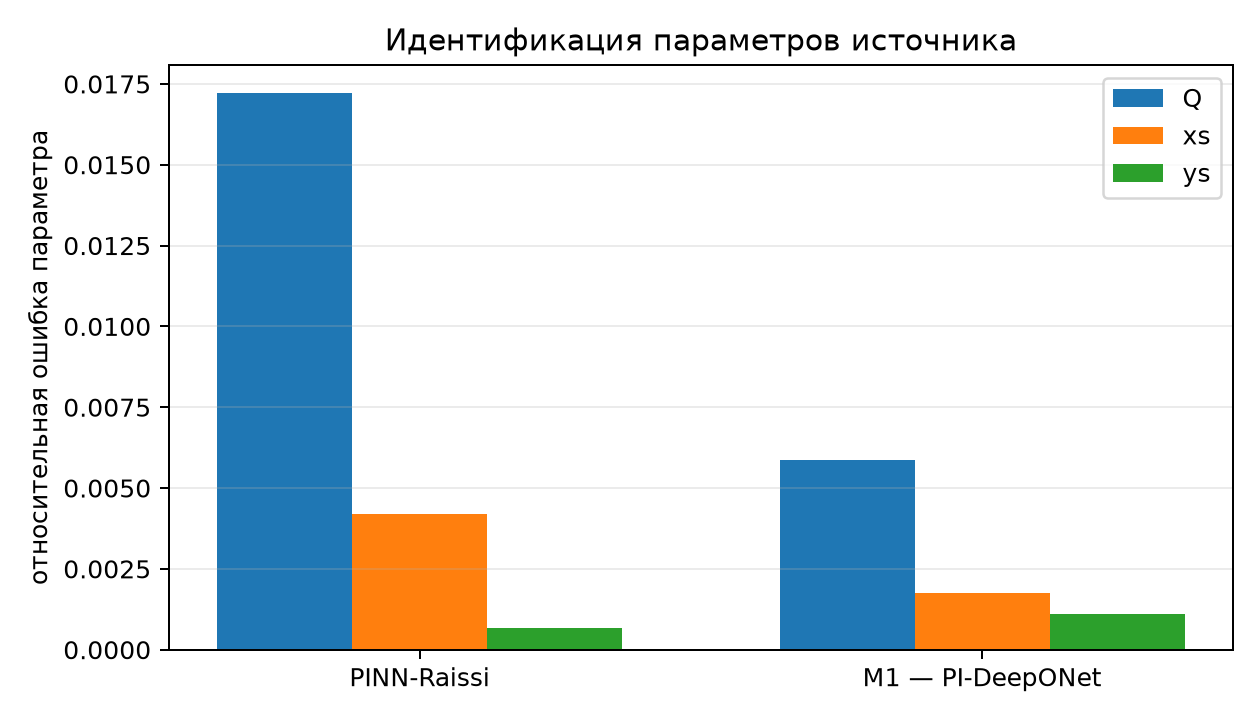 Идентификация параметров источника
относительная ошибка параметра
0.0175
0.0150
0.0125
0.0100
0.0075
0.0050
0.0025
0.0000
Q
xs
ys
PINN-Raissi
M1 — PI-DeepONet